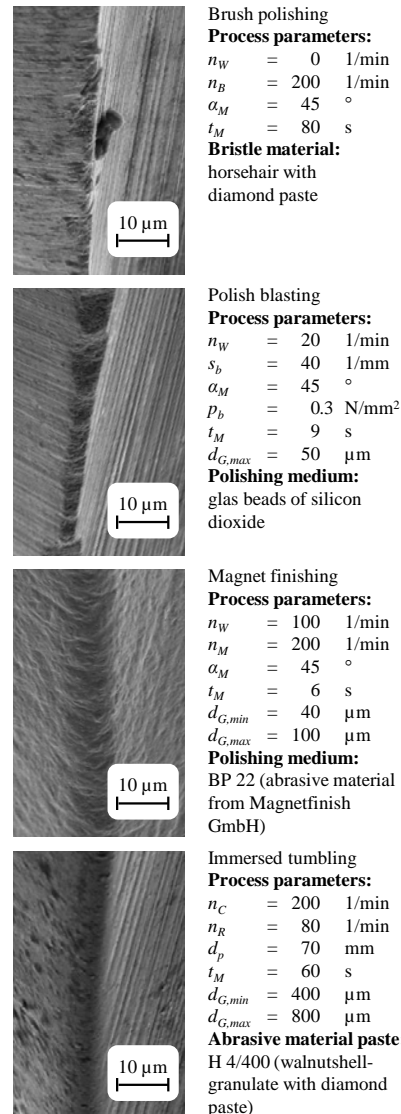 Brush polishing
Process parameters:
n_W = 0 1/min
n_B = 200 1/min
α_M = 45 °
t_M = 80 s
Bristle material:
horsehair with
diamond paste
10 µm
Polish blasting
Process parameters:
n_W = 20 1/min
s_b = 40 1/mm
α_M = 45 °
p_b = 0.3 N/mm²
t_M = 9 s
d_G,max = 50 µm
Polishing medium:
glas beads of silicon
dioxide
10 µm
Magnet finishing
Process parameters:
n_W = 100 1/min
n_M = 200 1/min
α_M = 45 °
t_M = 6 s
d_G,min = 40 µm
d_G,max = 100 µm
Polishing medium:
BP 22 (abrasive material
from Magnetfinish
GmbH)
10 µm
Immersed tumbling
Process parameters:
n_C = 200 1/min
n_R = 80 1/min
d_p = 70 mm
t_M = 60 s
d_G,min = 400 µm
d_G,max = 800 µm
Abrasive material paste
H 4/400 (walnutshell-
granulate with diamond
paste)
10 µm